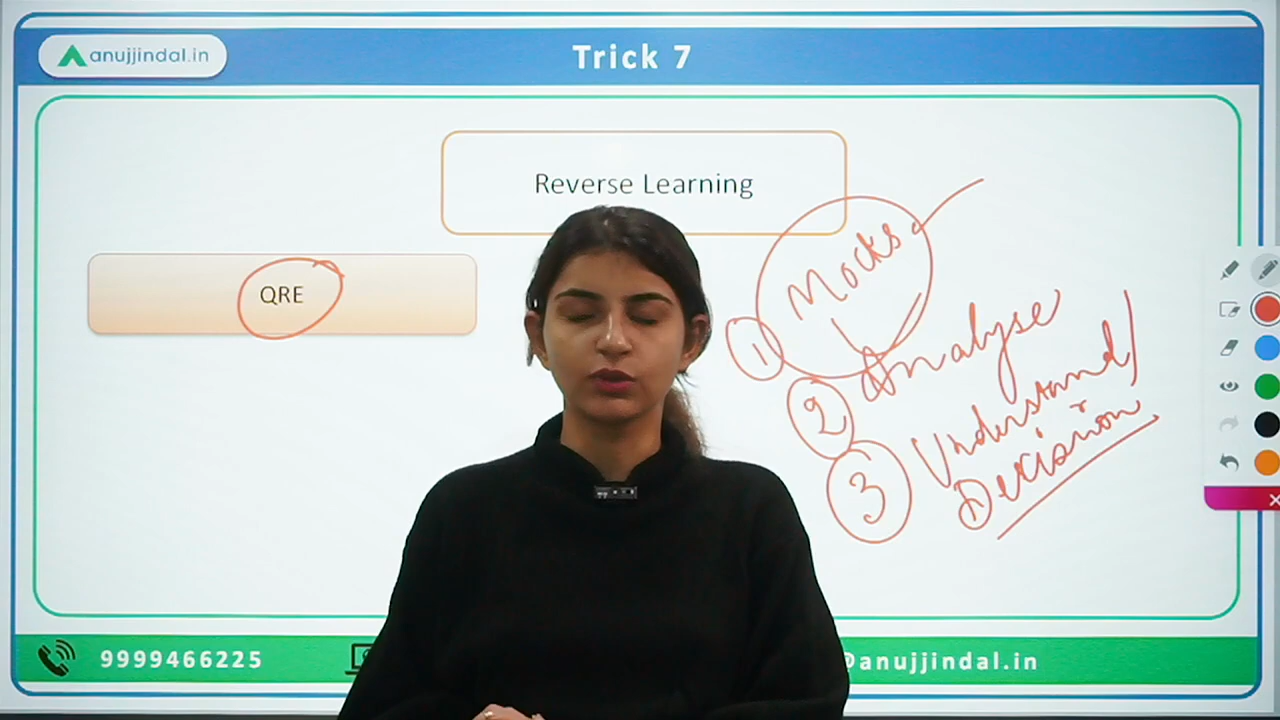 anujjindal.in
Trick 7
Reverse Learning
QRE
1 Mocks
2 Analyse
3 Understand/
Decision
9999466225
@anujjindal.in